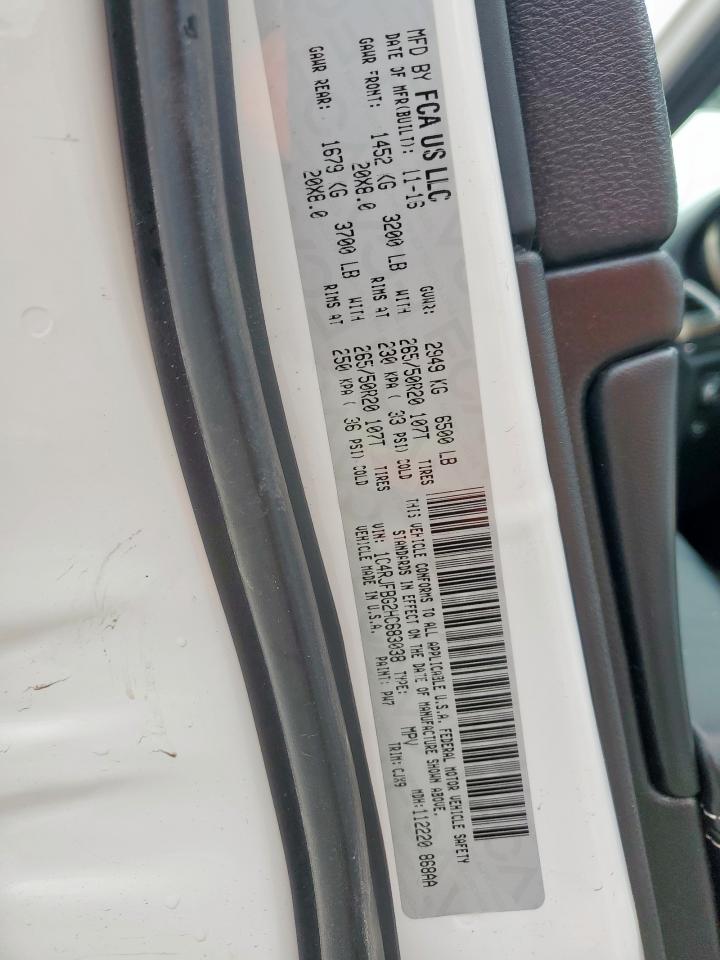 MFD BY FCA US LLC
DATE OF MFR(BUILT): 11-16 GVWR: 2949 KG 6500 LB
GAWR FRONT: 1452 KG 3200 LB WITH 265/50R20 107T TIRES
20X8.0 RIMS AT 230 KPA ( 33 PSI) COLD
GAWR REAR: 1679 KG 3700 LB WITH 265/50R20 107T TIRES
20X8.0 RIMS AT 250 KPA ( 36 PSI) COLD
THIS VEHICLE CONFORMS TO ALL APPLICABLE U.S.A. FEDERAL MOTOR VEHICLE SAFETY
STANDARDS IN EFFECT ON THE DATE OF MANUFACTURE SHOWN ABOVE.
VIN: 1C4RJFBG2HC683038 TYPE: MPV MDH: 112220 868AA
VEHICLE MADE IN U.S.A. PAINT: PW7 TRIM: CJX9